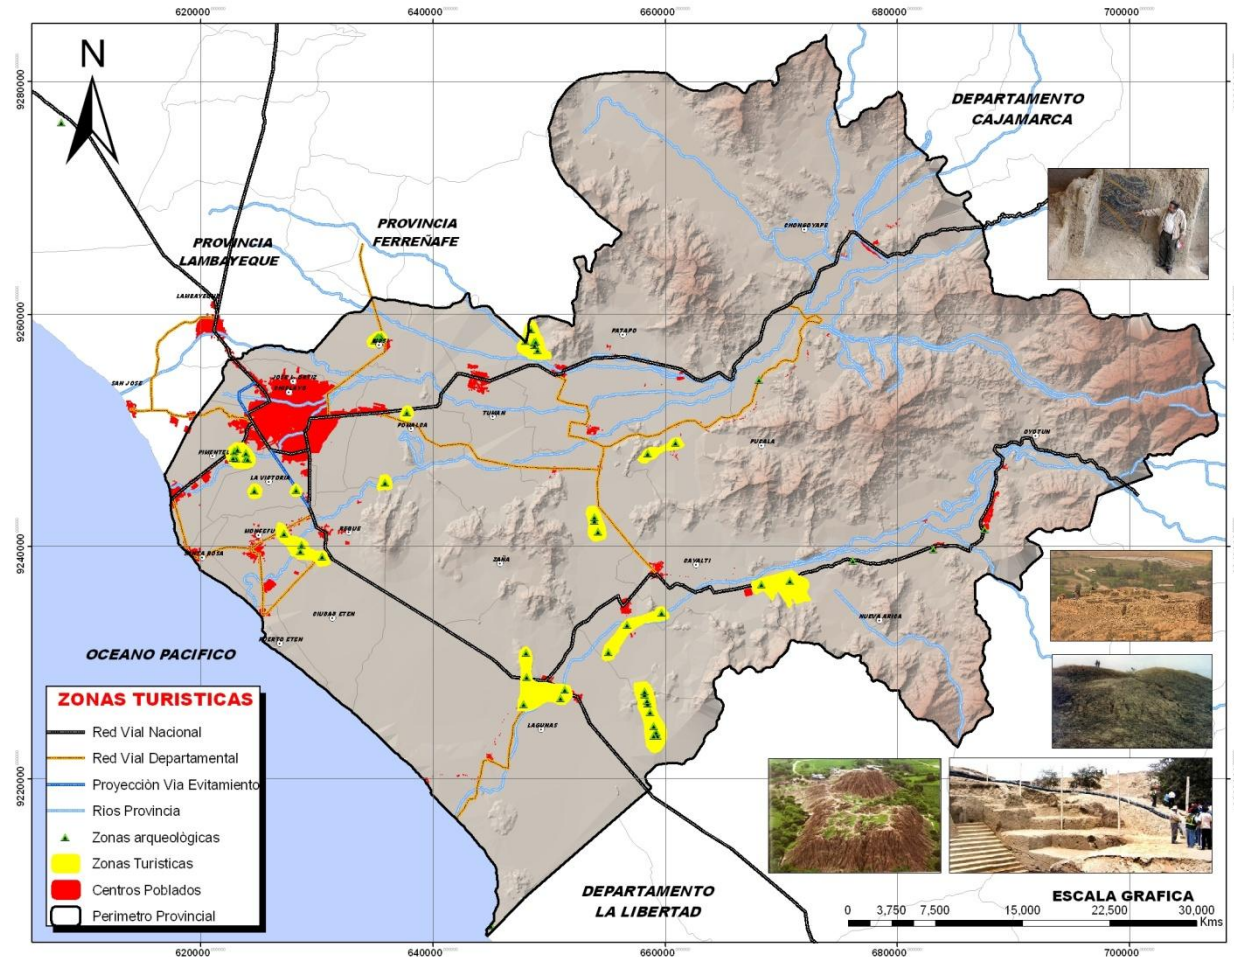 620000
640000
660000
680000
700000
9280000
N
DEPARTAMENTO
CAJAMARCA
PROVINCIA
FERREÑAFE
PROVINCIA
LAMBAYEQUE
CHONGOYAPE
LAMBAYEQUE
9260000
PATAPO
SAN JOSE
TUMAN
POMALCA
PUCALA
OYOTUN
PIMENTEL
LA VICTORIA
MONSEFU
REQUE
9240000
ZAÑA
CAYALTI
CIUDAD ETEN
NUEVA ARICA
PUERTO ETEN
OCEANO PACIFICO
LAGUNAS
9220000
ZONAS TURISTICAS
Red Vial Nacional
Red Vial Departamental
Proyección Via Evitamiento
Rios Provincia
Zonas arqueológicas
Zonas Turisticas
Centros Poblados
Perimetro Provincial
DEPARTAMENTO
LA LIBERTAD
ESCALA GRAFICA
0 3,750 7,500 15,000 22,500 30,000
Kms
620000
640000
660000
680000
700000